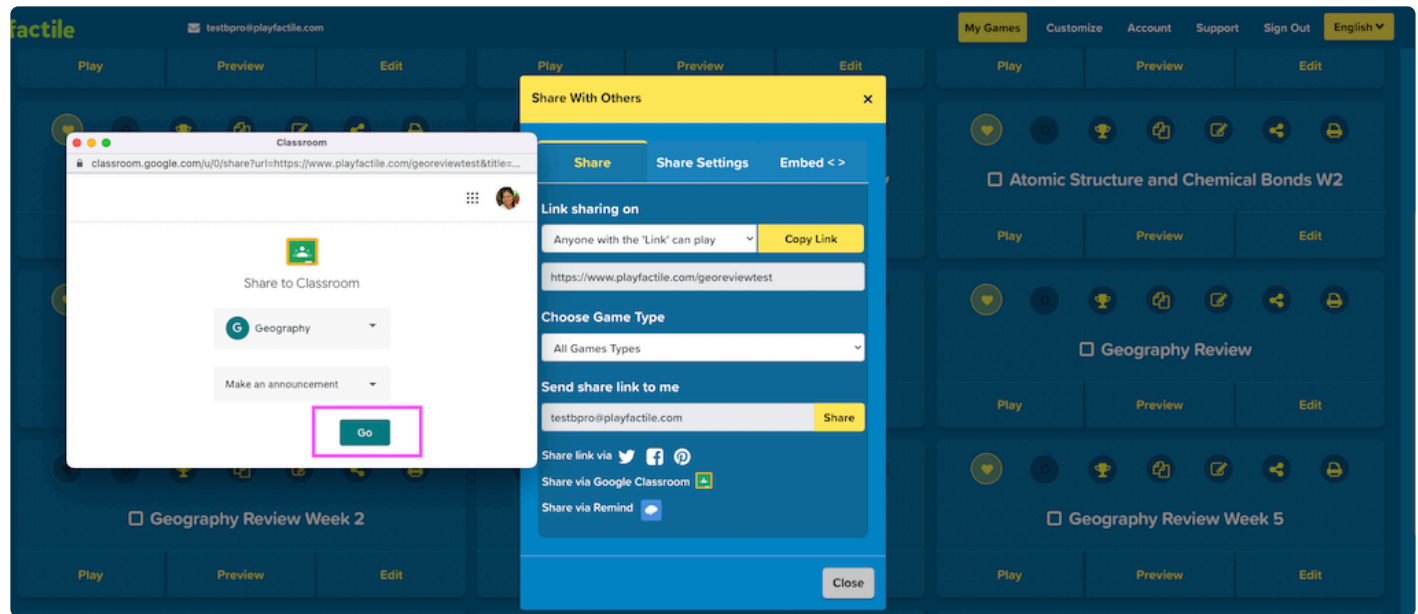 factile
testbpro@playfactile.com
My Games
Customize
Account
Support
Sign Out
English
Play
Preview
Edit
Play
Preview
Edit
Play
Preview
Edit
Classroom
classroom.google.com/u/0/share?url=https://www.playfactile.com/georeviewtest&title=...
Share to Classroom
G Geography
Make an announcement
Go
Share With Others
×
Share
Share Settings
Embed < >
Link sharing on
Anyone with the 'Link' can play
Copy Link
https://www.playfactile.com/georeviewtest
Choose Game Type
All Games Types
Send share link to me
testbpro@playfactile.com
Share
Share link via
Share via Google Classroom
Share via Remind
Close
D
Atomic Structure and Chemical Bonds W2
Play
Preview
Edit
D
Geography Review
Play
Preview
Edit
Geography Review Week 2
Play
Preview
Edit
D
Geography Review Week 5
Play
Preview
Edit